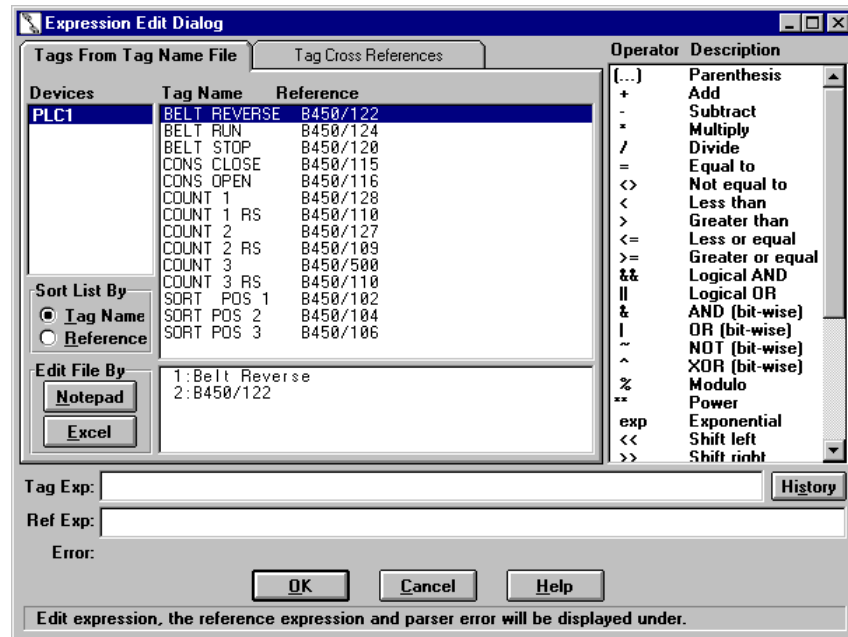 Expression Edit Dialog
Tags From Tag Name File
Tag Cross References
Operator Description
Devices
PLC1
Tag Name Reference
BELT REVERSE B450/122
BELT RUN B450/124
BELT STOP B450/120
CONS CLOSE B450/115
CONS OPEN B450/116
COUNT 1 B450/128
COUNT 1 RS B450/110
COUNT 2 B450/127
COUNT 2 RS B450/109
COUNT 3 B450/500
COUNT 3 RS B450/110
SORT  POS 1 B450/102
SORT POS 2 B450/104
SORT POS 3 B450/106
(...) Parenthesis
+ Add
- Subtract
* Multiply
/ Divide
= Equal to
<> Not equal to
< Less than
> Greater than
<= Less or equal
>= Greater or equal
&& Logical AND
|| Logical OR
& AND (bit-wise)
| OR (bit-wise)
~ NOT (bit-wise)
^ XOR (bit-wise)
% Modulo
** Power
exp Exponential
<< Shift left
>> Shift right
Sort List By
Tag Name
Reference
Edit File By
Notepad
Excel
1:Belt Reverse
2:B450/122
Tag Exp:
History
Ref Exp:
Error:
OK Cancel Help
Edit expression, the reference expression and parser error will be displayed under.